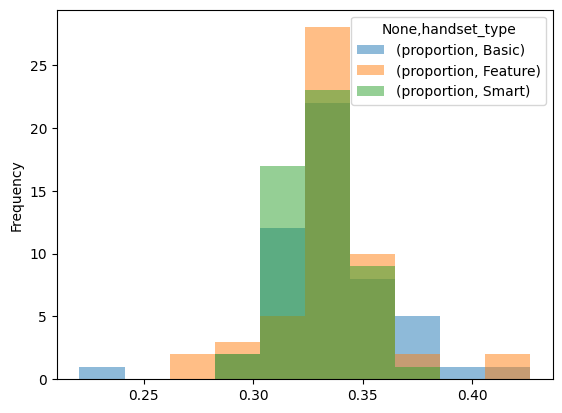 None,handset_type
(proportion, Basic)
(proportion, Feature)
(proportion, Smart)
Frequency
25
20
15
10
5
0
0.25
0.30
0.35
0.40